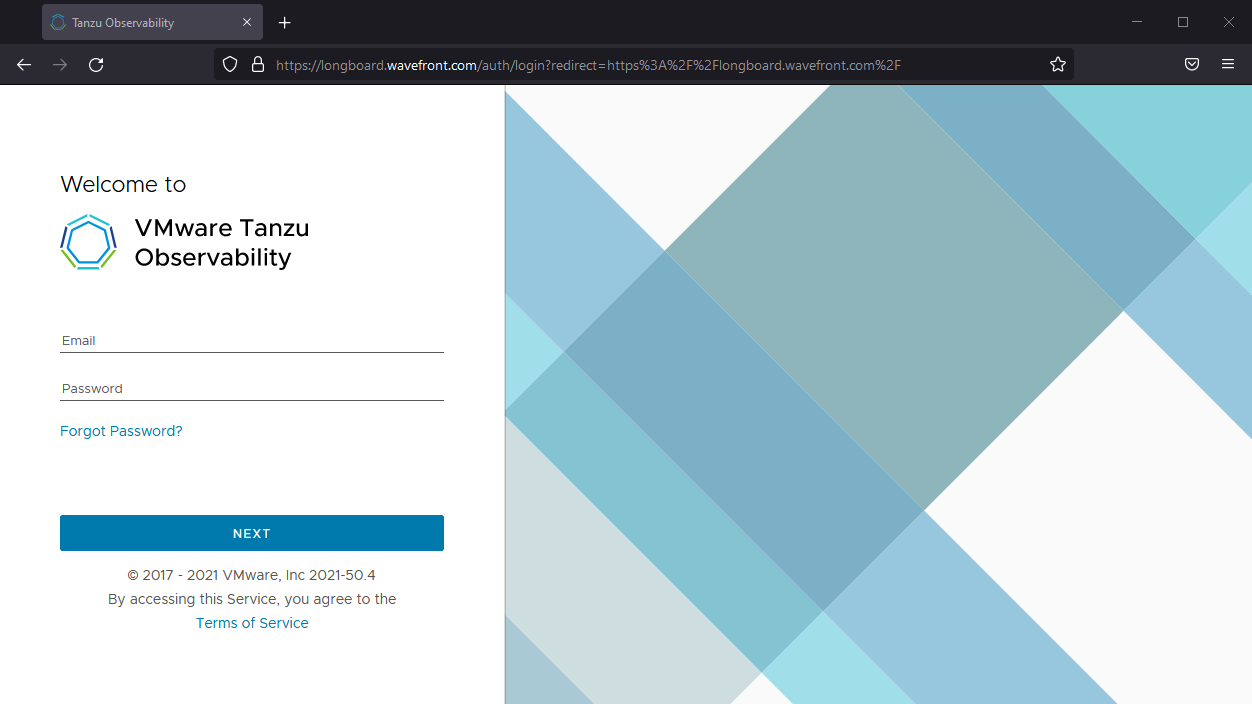 Tanzu Observability
https://longboard.wavefront.com/auth/login?redirect=https%3A%2F%2Flongboard.wavefront.com%2F
Welcome to
VMware Tanzu
Observability
Email
Password
Forgot Password?
NEXT
© 2017 - 2021 VMware, Inc 2021-50.4
By accessing this Service, you agree to the
Terms of Service